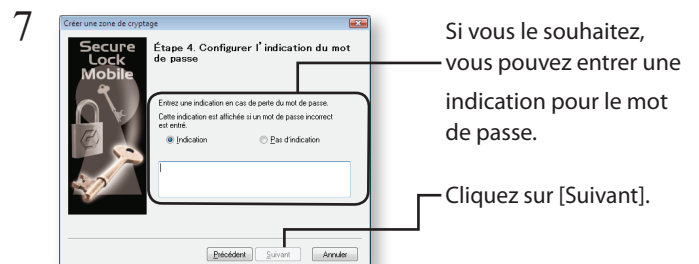 7
Créer une zone de cryptage
Secure
Lock
Mobile
Étape 4. Configurer l'indication du mot
de passe
Entrez une indication en cas de perte du mot de passe.
Cette indication est affichée si un mot de passe incorrect
est entré.
Indication
Pas d'indication
Précédent
Suivant
Annuler
Si vous le souhaitez,
vous pouvez entrer une
indication pour le mot
de passe.
Cliquez sur [Suivant].